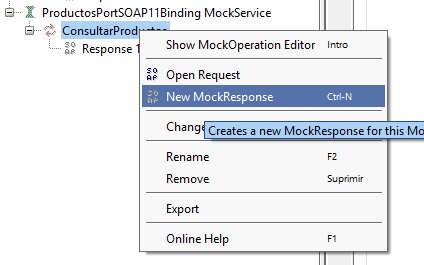 ProductosPortSOAP11Binding MockService
ConsultarProductos
Response 1
Show MockOperation Editor Intro
Open Request
New MockResponse Ctrl-N
Change
Creates a new MockResponse for this Mo
Rename F2
Remove Suprimir
Export
Online Help F1